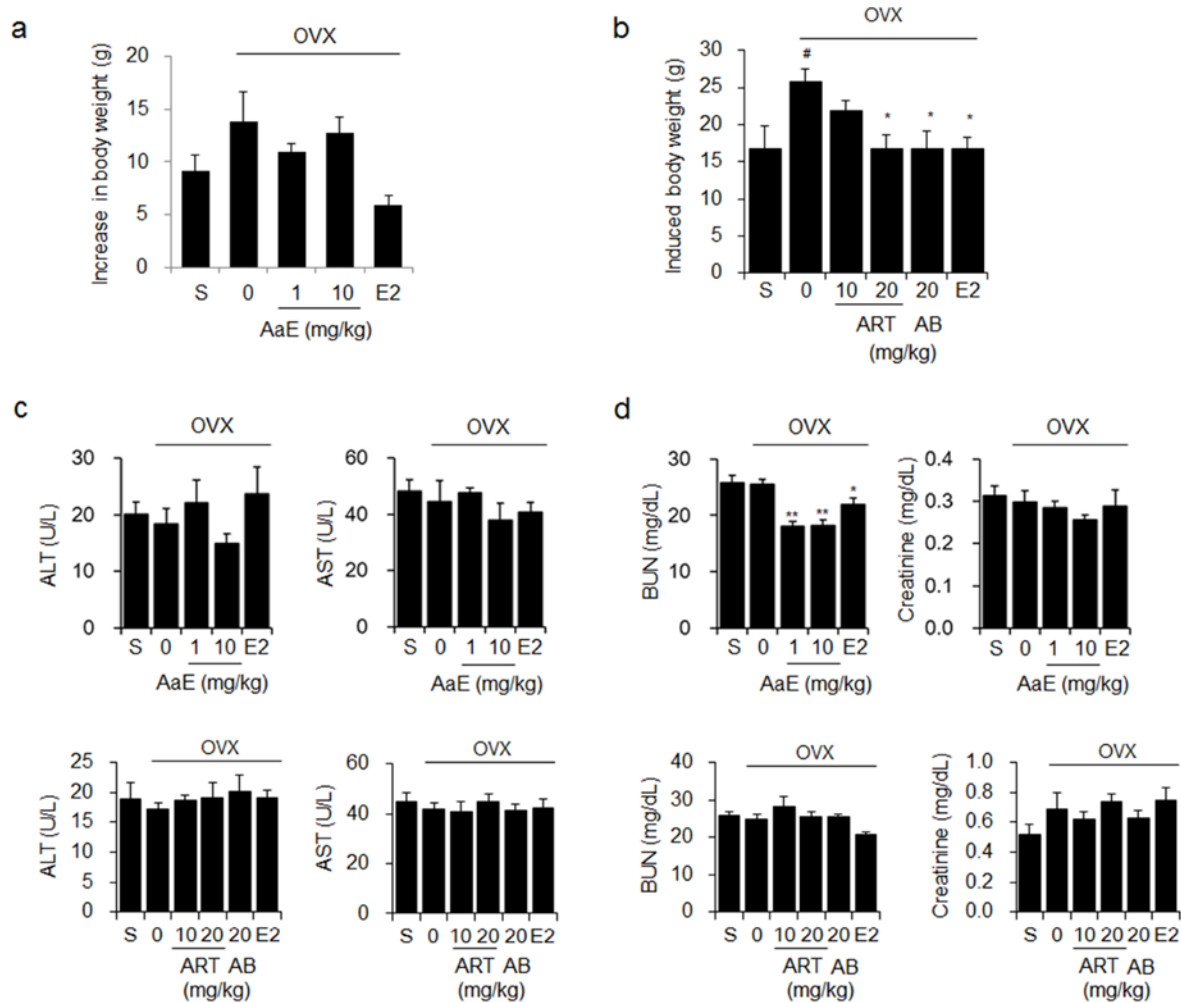 a
OVX
Increase in body weight (g)
20
15
10
5
0
S 0 1 10 E2
AaE (mg/kg)
b
OVX
Induced body weight (g)
30
25
20
15
10
5
0
#
* * *
S 0 10 20 20 E2
ART AB
(mg/kg)
c
OVX
ALT (U/L)
30
20
10
0
S 0 1 10 E2
AaE (mg/kg)
OVX
AST (U/L)
60
40
20
0
S 0 1 10 E2
AaE (mg/kg)
d
OVX
BUN (mg/dL)
30
20
10
0
** ** *
S 0 1 10 E2
AaE (mg/kg)
OVX
Creatinine (mg/dL)
0.4
0.3
0.2
0.1
0.0
S 0 1 10 E2
AaE (mg/kg)
OVX
ALT (U/L)
25
20
15
10
5
0
S 0 10 20 20 E2
ART AB
(mg/kg)
OVX
AST (U/L)
60
40
20
0
S 0 10 20 20 E2
ART AB
(mg/kg)
OVX
BUN (mg/dL)
40
30
20
10
0
S 0 10 20 20 E2
ART AB
(mg/kg)
OVX
Creatinine (mg/dL)
1.0
0.8
0.6
0.4
0.2
0
S 0 10 20 20 E2
ART AB
(mg/kg)